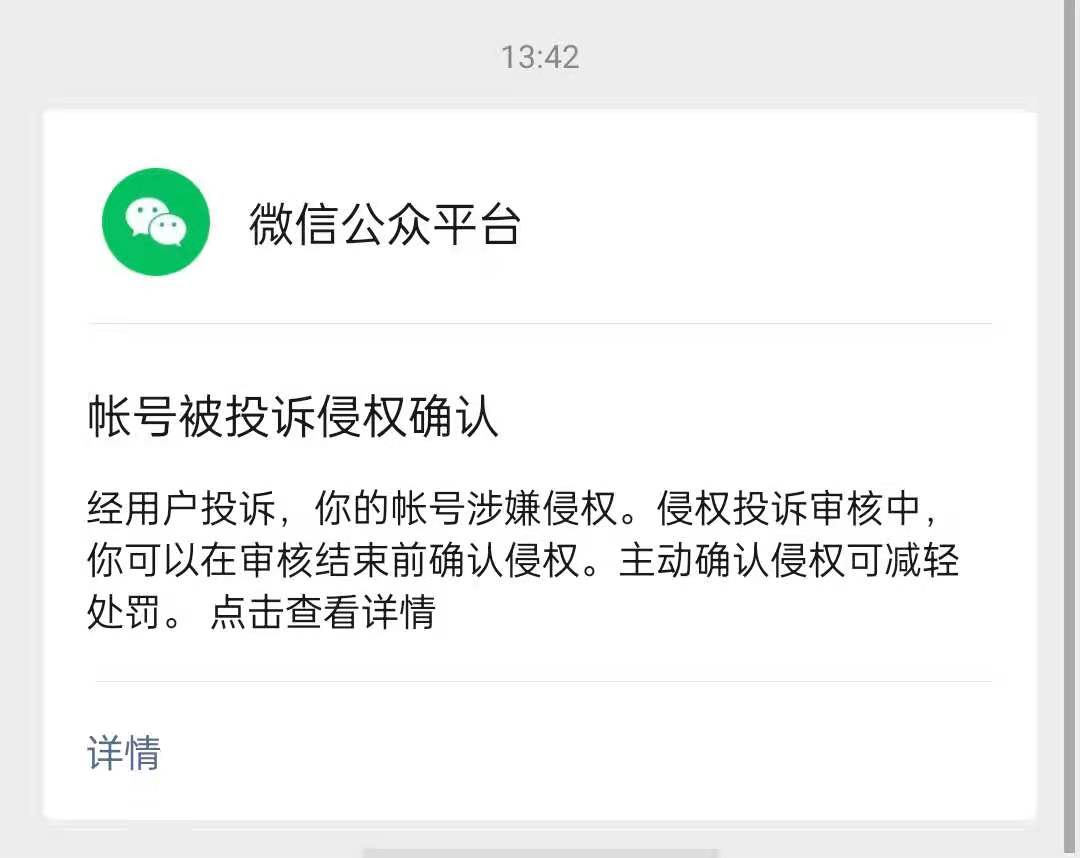 13:42
微信公众平台
帐号被投诉侵权确认
经用户投诉，你的帐号涉嫌侵权。侵权投诉审核中，
你可以在审核结束前确认侵权。主动确认侵权可减轻
处罚。 点击查看详情
详情